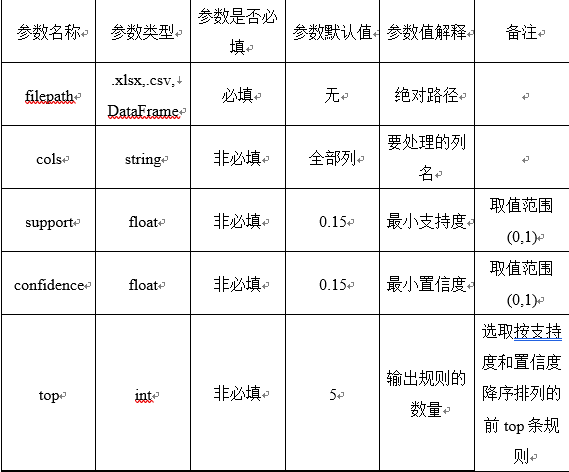 参数名称 参数类型 参数是否必填 参数默认值 参数值解释 备注
filepath .xlsx,.csv,DataFrame 必填 无 绝对路径
cols string 非必填 全部列 要处理的列名
support float 非必填 0.15 最小支持度 取值范围(0,1)
confidence float 非必填 0.15 最小置信度 取值范围(0,1)
top int 非必填 5 输出规则的数量 选取按支持度和置信度降序排列的前 top 条规则